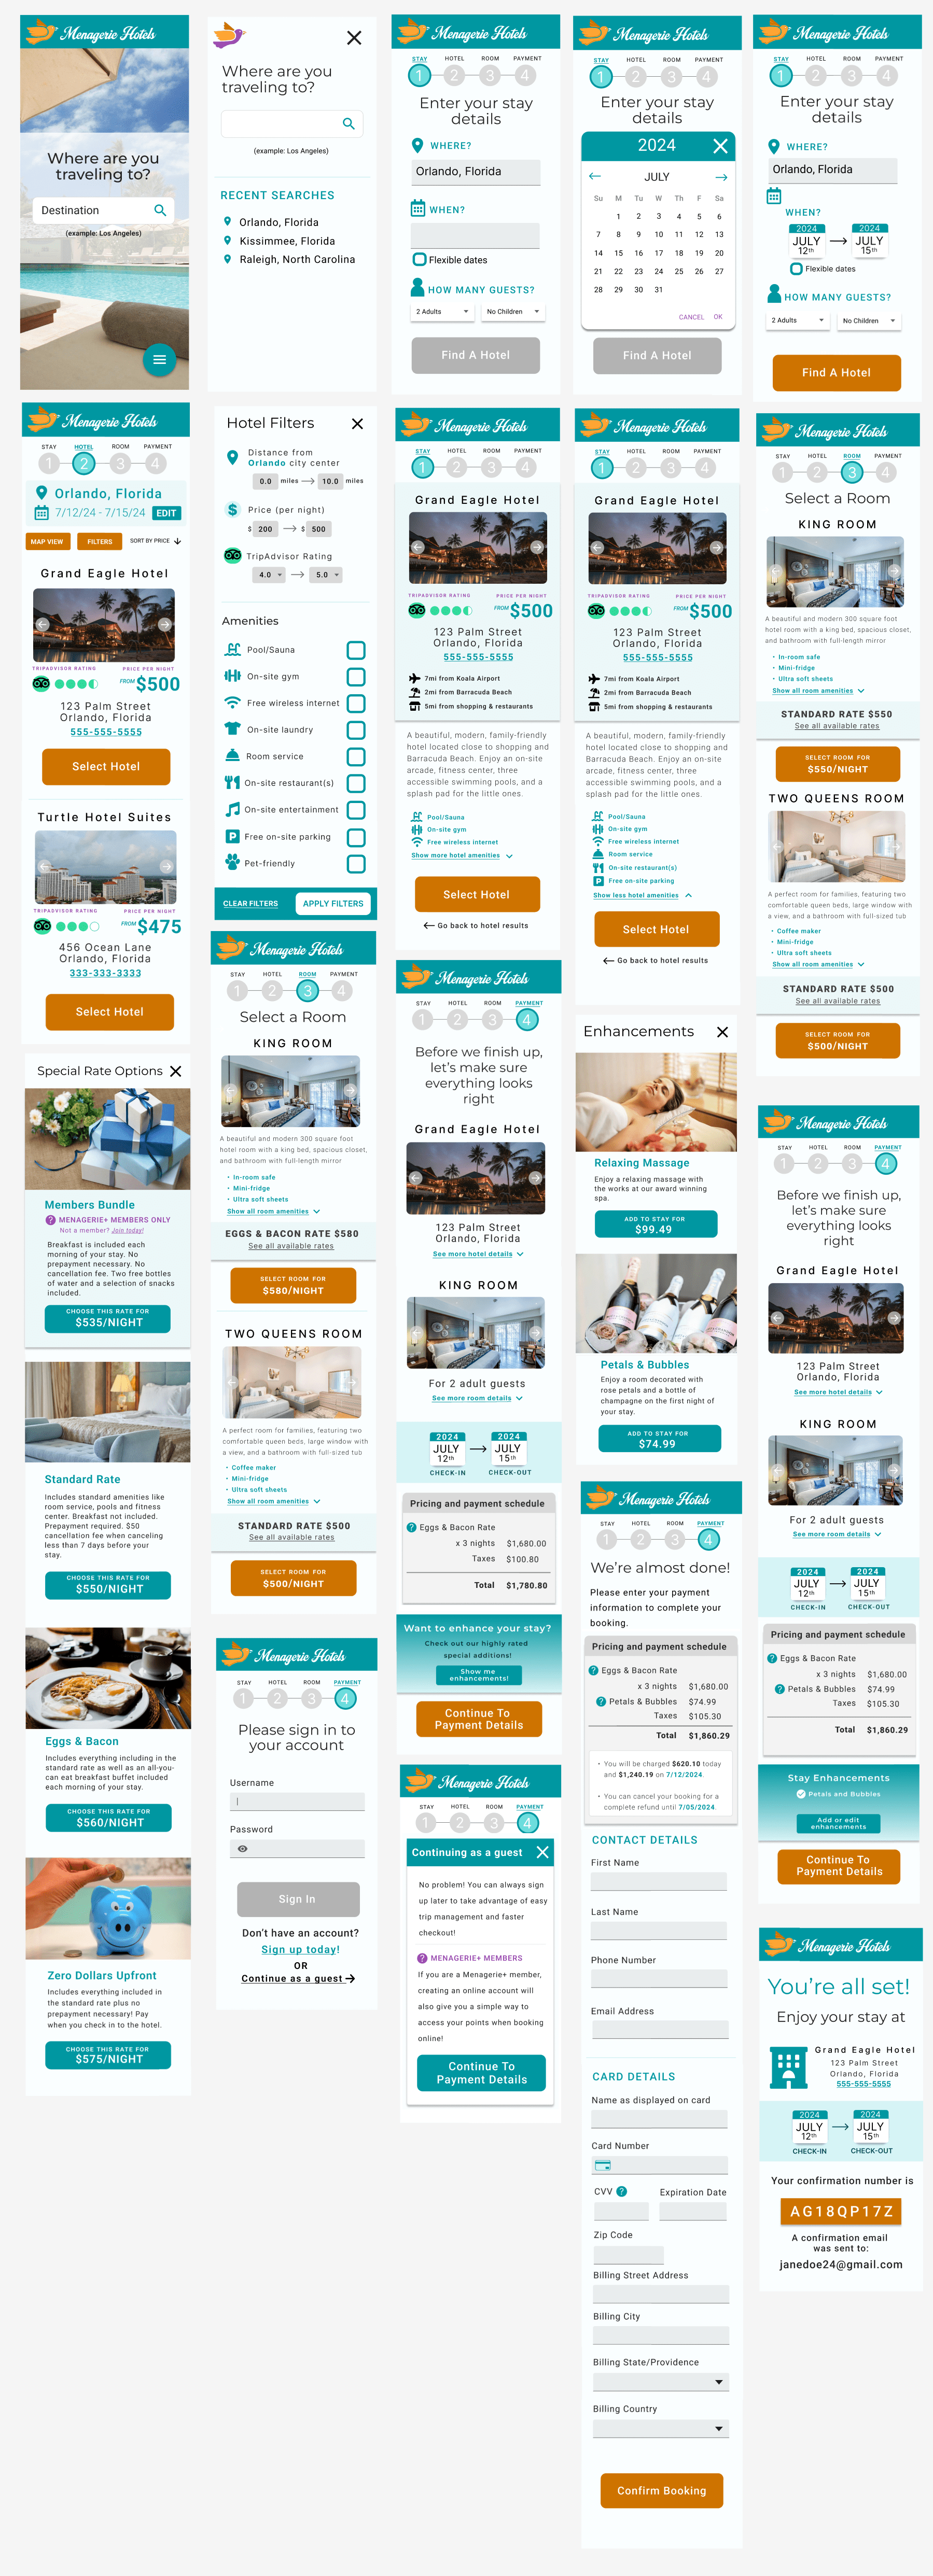 Menagerie Hotels
Where are you
traveling to?
Destination
(example: Los Angeles)
Where are you
traveling to?
(example: Los Angeles)
RECENT SEARCHES
Orlando, Florida
Kissimmee, Florida
Raleigh, North Carolina
Menagerie Hotels
STAY HOTEL ROOM PAYMENT
1 2 3 4
Enter your stay
details
WHERE?
Orlando, Florida
WHEN?
Flexible dates
HOW MANY GUESTS?
2 Adults No Children
Find A Hotel
Menagerie Hotels
STAY HOTEL ROOM PAYMENT
1 2 3 4
Enter your stay
details
2024
JULY
Su M Tu W Th F Sa
1 2 3 4 5 6
7 8 9 10 11 12 13
14 15 16 17 18 19 20
21 22 23 24 25 26 27
28 29 30 31
CANCEL OK
Find A Hotel
Menagerie Hotels
STAY HOTEL ROOM PAYMENT
1 2 3 4
Enter your stay
details
WHERE?
Orlando, Florida
WHEN?
2024 2024
JULY JULY
12th 15th
Flexible dates
HOW MANY GUESTS?
2 Adults No Children
Find A Hotel
Menagerie Hotels
STAY HOTEL ROOM PAYMENT
1 2 3 4
Orlando, Florida
7/12/24 - 7/15/24 EDIT
MAP VIEW FILTERS SORT BY PRICE
Grand Eagle Hotel
TRIPADVISOR RATING PRICE PER NIGHT
FROM $500
123 Palm Street
Orlando, Florida
555-555-5555
Select Hotel
Turtle Hotel Suites
TRIPADVISOR RATING PRICE PER NIGHT
FROM $475
456 Ocean Lane
Orlando, Florida
333-333-3333
Select Hotel
Hotel Filters
Distance from
Orlando city center
0.0 miles 10.0 miles
Price (per night)
$ 200 $ 500
TripAdvisor Rating
4.0 5.0
Amenities
Pool/Sauna
On-site gym
Free wireless internet
On-site laundry
Room service
On-site restaurant(s)
On-site entertainment
Free on-site parking
Pet-friendly
CLEAR FILTERS APPLY FILTERS
Menagerie Hotels
STAY HOTEL ROOM PAYMENT
1 2 3 4
Grand Eagle Hotel
TRIPADVISOR RATING PRICE PER NIGHT
FROM $500
123 Palm Street
Orlando, Florida
555-555-5555
7mi from Koala Airport
2mi from Barracuda Beach
5mi from shopping & restaurants
A beautiful, modern, family-friendly
hotel located close to shopping and
Barracuda Beach. Enjoy an on-site
arcade, fitness center, three
accessible swimming pools, and a
splash pad for the little ones.
Pool/Sauna
On-site gym
Free wireless internet
Show more hotel amenities
Select Hotel
Go back to hotel results
Menagerie Hotels
STAY HOTEL ROOM PAYMENT
1 2 3 4
Grand Eagle Hotel
TRIPADVISOR RATING PRICE PER NIGHT
FROM $500
123 Palm Street
Orlando, Florida
555-555-5555
7mi from Koala Airport
2mi from Barracuda Beach
5mi from shopping & restaurants
A beautiful, modern, family-friendly
hotel located close to shopping and
Barracuda Beach. Enjoy an on-site
arcade, fitness center, three
accessible swimming pools, and a
splash pad for the little ones.
Pool/Sauna
On-site gym
Free wireless internet
Room service
On-site restaurant(s)
Free on-site parking
Show less hotel amenities
Select Hotel
Go back to hotel results
Menagerie Hotels
STAY HOTEL ROOM PAYMENT
1 2 3 4
Select a Room
KING ROOM
A beautiful and modern 300 square foot
hotel room with a king bed, spacious closet,
and bathroom with full-length mirror
In-room safe
Mini-fridge
Ultra soft sheets
Show all room amenities
STANDARD RATE $550
See all available rates
SELECT ROOM FOR
$550/NIGHT
TWO QUEENS ROOM
A perfect room for families, featuring two
comfortable queen beds, large window with
a view, and a bathroom with full-sized tub
Coffee maker
Mini-fridge
Ultra soft sheets
Show all room amenities
STANDARD RATE $500
See all available rates
SELECT ROOM FOR
$500/NIGHT
Special Rate Options
Members Bundle
MENAGERIE+ MEMBERS ONLY
Not a member? Join today!
Breakfast is included each
morning of your stay. No
prepayment necessary. No
cancellation fee. Two free bottles
of water and a selection of snacks
included.
CHOOSE THIS RATE FOR
$535/NIGHT
Standard Rate
Includes standard amenities like
room service, pools and fitness
center. Breakfast not included.
Prepayment required. $50
cancellation fee when canceling
less than 7 days before your
stay.
CHOOSE THIS RATE FOR
$550/NIGHT
Eggs & Bacon
Includes everything including in the
standard rate as well as an all-you-
can eat breakfast buffet included
each morning of your stay.
CHOOSE THIS RATE FOR
$560/NIGHT
Zero Dollars Upfront
Includes everything included in
the standard rate plus no
prepayment necessary! Pay
when you check in to the hotel.
CHOOSE THIS RATE FOR
$575/NIGHT
Menagerie Hotels
STAY HOTEL ROOM PAYMENT
1 2 3 4
Select a Room
KING ROOM
A beautiful and modern 300 square foot
hotel room with a king bed, spacious closet,
and bathroom with full-length mirror
In-room safe
Mini-fridge
Ultra soft sheets
Show all room amenities
EGGS & BACON RATE $580
See all available rates
SELECT ROOM FOR
$580/NIGHT
TWO QUEENS ROOM
A perfect room for families, featuring two
comfortable queen beds, large window with
a view, and a bathroom with full-sized tub
Coffee maker
Mini-fridge
Ultra soft sheets
Show all room amenities
STANDARD RATE $500
See all available rates
SELECT ROOM FOR
$500/NIGHT
Menagerie Hotels
STAY HOTEL ROOM PAYMENT
1 2 3 4
Please sign in to
your account
Username
Password
Sign In
Don't have an account?
Sign up today!
OR
Continue as a guest
Menagerie Hotels
STAY HOTEL ROOM PAYMENT
1 2 3 4
Before we finish up,
let's make sure
everything looks
right
Grand Eagle Hotel
123 Palm Street
Orlando, Florida
See more hotel details
KING ROOM
For 2 adult guests
See more room details
2024 2024
JULY JULY
12th 15th
CHECK-IN CHECK-OUT
Pricing and payment schedule
Eggs & Bacon Rate
x 3 nights $1,680.00
Taxes $100.80
Total $1,780.80
Want to enhance your stay?
Check out our highly rated
special additions!
Show me
enhancements!
Continue To
Payment Details
Menagerie Hotels
STAY HOTEL ROOM PAYMENT
1 2 3 4
Continuing as a guest
No problem! You can always sign
up later to take advantage of easy
trip management and faster
checkout!
MENAGERIE+ MEMBERS
If you are a Menagerie+ member,
creating an online account will
also give you a simple way to
access your points when booking
online!
Continue To
Payment Details
Enhancements
Relaxing Massage
Enjoy a relaxing massage with
the works at our award winning
spa.
ADD TO STAY FOR
$99.49
Petals & Bubbles
Enjoy a room decorated with
rose petals and a bottle of
champagne on the first night of
your stay.
ADD TO STAY FOR
$74.99
Menagerie Hotels
STAY HOTEL ROOM PAYMENT
1 2 3 4
We're almost done!
Please enter your payment
information to complete your
booking.
Pricing and payment schedule
Eggs & Bacon Rate
x 3 nights $1,680.00
Petals & Bubbles $74.99
Taxes $105.30
Total $1,860.29
You will be charged $620.10 today
and $1,240.19 on 7/12/2024.
You can cancel your booking for a
complete refund until 7/05/2024.
CONTACT DETAILS
First Name
Last Name
Phone Number
Email Address
CARD DETAILS
Name as displayed on card
Card Number
CVV Expiration Date
Zip Code
Billing Street Address
Billing City
Billing State/Providence
Billing Country
Confirm Booking
Menagerie Hotels
STAY HOTEL ROOM PAYMENT
1 2 3 4
Before we finish up,
let's make sure
everything looks
right
Grand Eagle Hotel
123 Palm Street
Orlando, Florida
See more hotel details
KING ROOM
For 2 adult guests
See more room details
2024 2024
JULY JULY
12th 15th
CHECK-IN CHECK-OUT
Pricing and payment schedule
Eggs & Bacon Rate
x 3 nights $1,680.00
Petals & Bubbles $74.99
Taxes $105.30
Total $1,860.29
Stay Enhancements
Petals and Bubbles
Add or edit
enhancements
Continue To
Payment Details
Menagerie Hotels
You're all set!
Enjoy your stay at
Grand Eagle Hotel
123 Palm Street
Orlando, Florida
555-555-5555
2024 2024
JULY JULY
12th 15th
CHECK-IN CHECK-OUT
Your confirmation number is
AG18QP17Z
A confirmation email
was sent to:
janedoe24@gmail.com